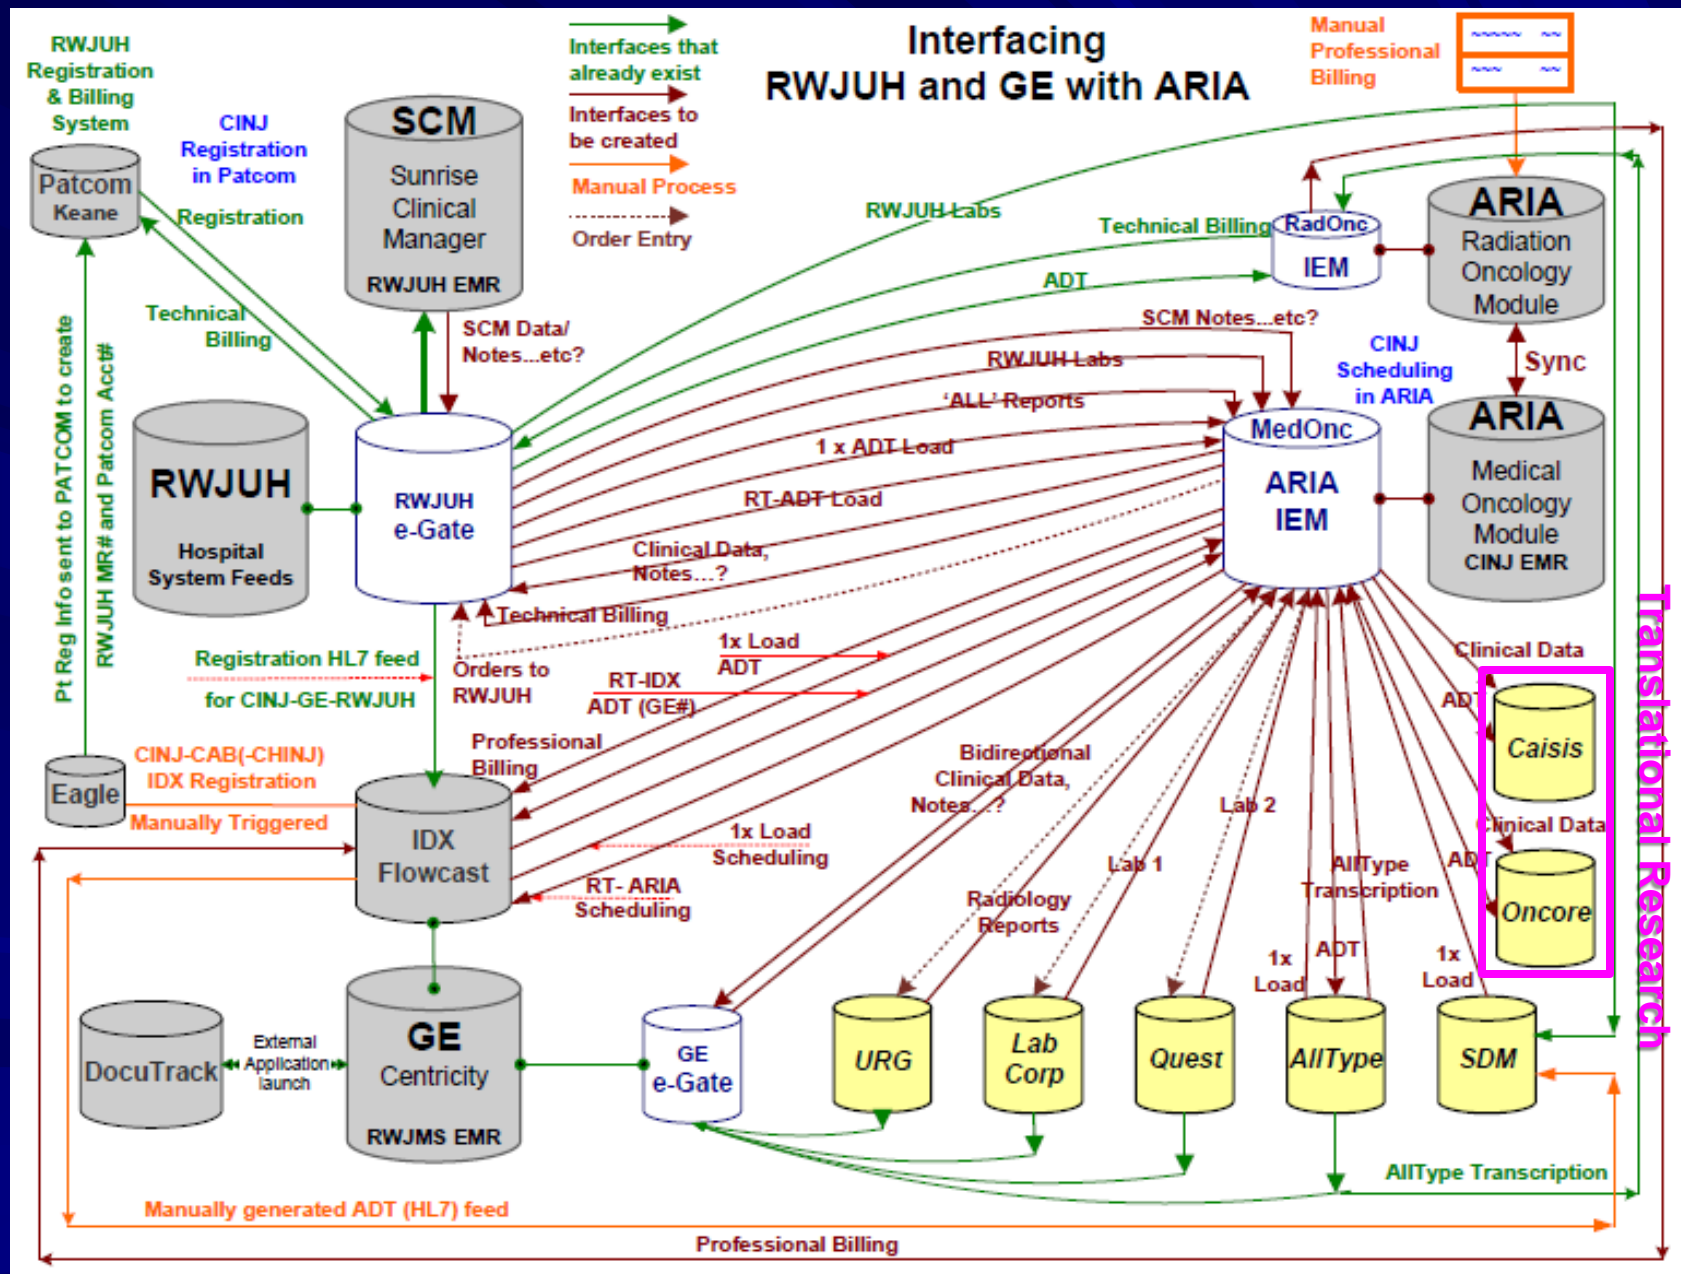 Interfacing
RWJUH and GE with ARIA
Interfaces that
already exist
Interfaces to
be created
Manual Process
Order Entry
Manual
Professional
Billing
~~~~~ ~~
~~~ ~~
RWJUH
Registration
& Billing
System
CINJ
Registration
in Patcom
Patcom
Keane
Registration
Technical
Billing
SCM
Sunrise
Clinical
Manager
RWJUH EMR
SCM Data/
Notes...etc?
RWJUH Labs
Technical Billing
ADT
RadOnc
IEM
ARIA
Radiation
Oncology
Module
Sync
CINJ
Scheduling
in ARIA
SCM Notes...etc?
RWJUH Labs
'ALL' Reports
1 x ADT Load
RT-ADT Load
Clinical Data,
Notes...?
Technical Billing
Orders to
RWJUH
MedOnc
ARIA
IEM
ARIA
Medical
Oncology
Module
CINJ EMR
RWJUH
Hospital
System Feeds
RWJUH
e-Gate
Pt Reg Info sent to PATCOM to create
RWJUH MR# and Patcom Acct#
Registration HL7 feed
for CINJ-GE-RWJUH
1x Load
ADT
RT-IDX
ADT (GE#)
Professional
Billing
Eagle
CINJ-CAB(-CHINJ)
IDX Registration
Manually Triggered
IDX
Flowcast
1x Load
Scheduling
RT- ARIA
Scheduling
Bidirectional
Clinical Data,
Notes...?
Radiology
Reports
Lab 1
Lab 2
AllType
Transcription
1x
Load
ADT
1x
Load
Clinical Data
ADT
Caisis
Clinical Data
ADT
Oncore
Translational Research
DocuTrack
External
Application
launch
GE
Centricity
RWJMS EMR
GE
e-Gate
URG
Lab
Corp
Quest
AllType
SDM
AllType Transcription
Manually generated ADT (HL7) feed
Professional Billing